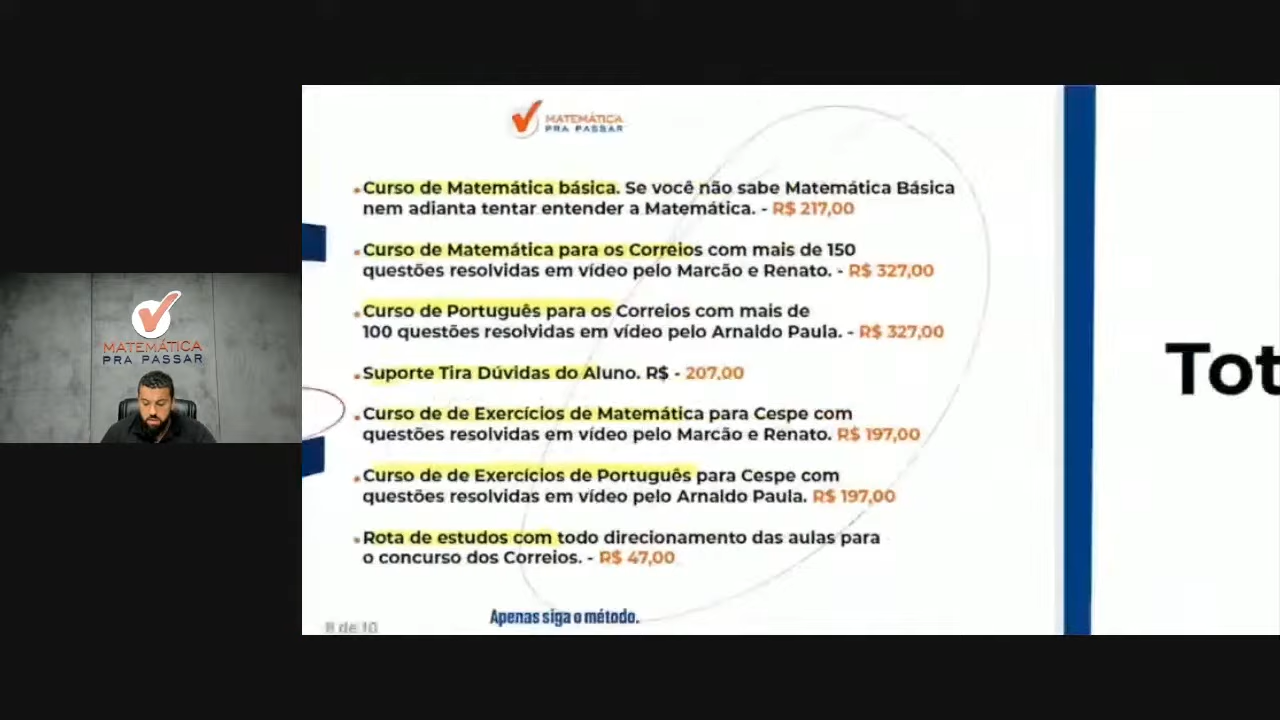 MATEMÁTICA
PRA PASSAR
Curso de Matemática básica. Se você não sabe Matemática Básica
nem adianta tentar entender a Matemática. - R$ 217,00
Curso de Matemática para os Correios com mais de 150
questões resolvidas em vídeo pelo Marcão e Renato. - R$ 327,00
Curso de Português para os Correios com mais de
100 questões resolvidas em vídeo pelo Arnaldo Paula. - R$ 327,00
Suporte Tira Dúvidas do Aluno. R$ - 207,00
Curso de de Exercícios de Matemática para Cespe com
questões resolvidas em vídeo pelo Marcão e Renato. R$ 197,00
Curso de de Exercícios de Português para Cespe com
questões resolvidas em vídeo pelo Arnaldo Paula. R$ 197,00
Rota de estudos com todo direcionamento das aulas para
o concurso dos Correios. - R$ 47,00
Apenas siga o método.
8 de 10
Tot
MATEMÁTICA
PRA PASSAR